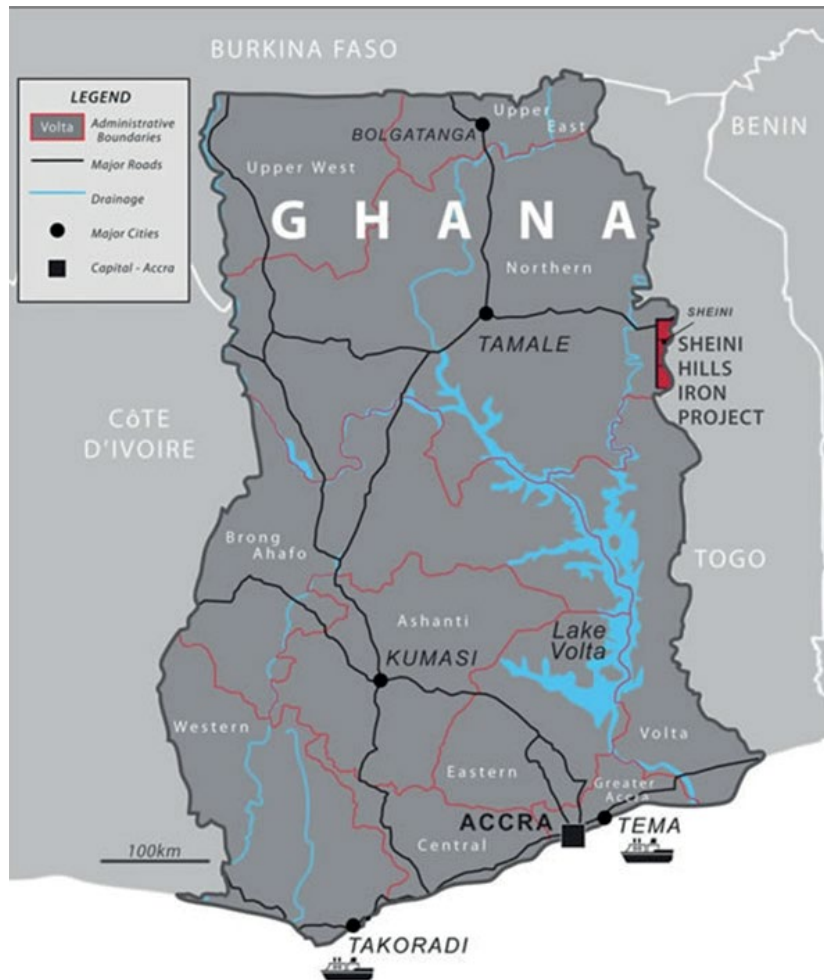 BURKINA FASO
LEGEND
Volta
Administrative
Boundaries
Major Roads
Drainage
Major Cities
Capital - Accra
BENIN
Upper
East
BOLGATANGA
Upper West
GHANA
Northern
TAMALE
SHEINI
SHEINI
HILLS
IRON
PROJECT
CôTE
D'IVOIRE
Brong
Ahafo
TOGO
Ashanti
Lake
Volta
KUMASI
Western
Volta
Eastern
Greater
Accra
ACCRA
TEMA
Central
100km
TAKORADI